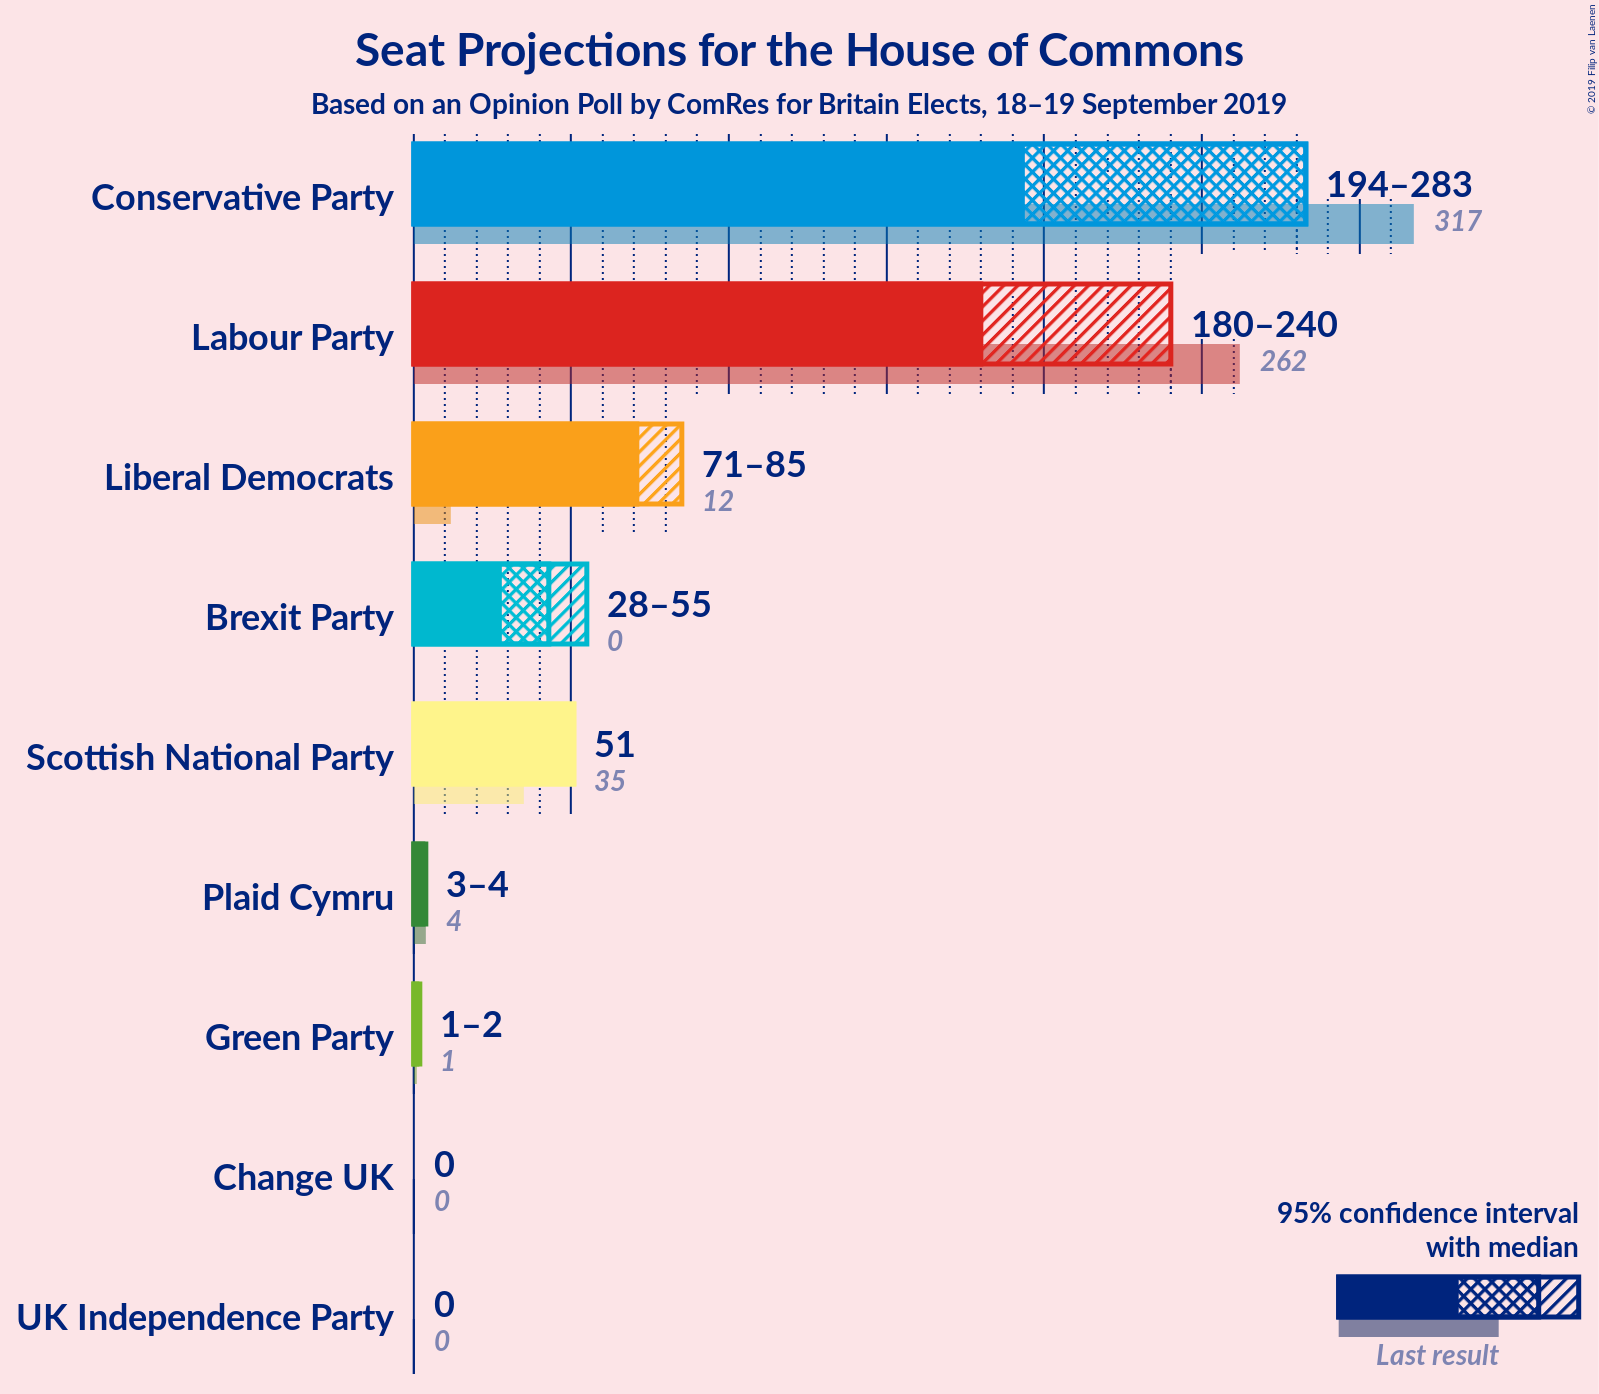 Seat Projections for the House of Commons
Based on an Opinion Poll by ComRes for Britain Elects, 18–19 September 2019
© 2019 Filip van Laenen
Conservative Party
194–283
317
Labour Party
180–240
262
Liberal Democrats
71–85
12
Brexit Party
28–55
0
Scottish National Party
51
35
Plaid Cymru
3–4
4
Green Party
1–2
1
Change UK
0
0
UK Independence Party
0
0
95% confidence interval
with median
Last result